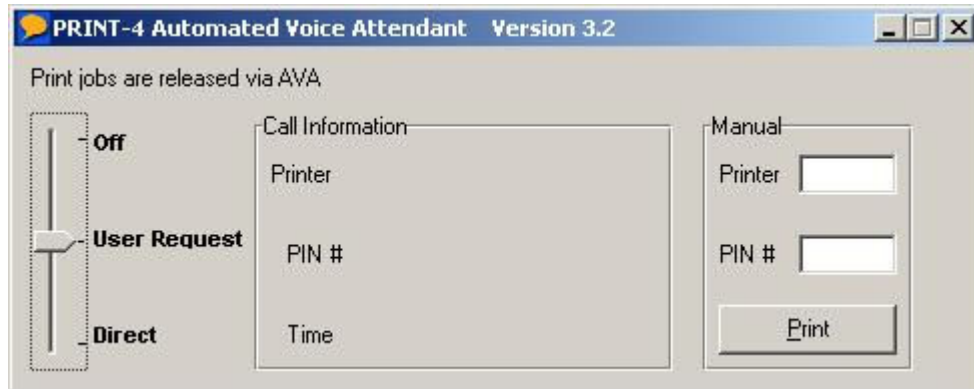 PRINT-4 Automated Voice Attendant Version 3.2
Print jobs are released via AVA
Off
User Request
Direct
Call Information
Printer
PIN #
Time
Manual
Printer
PIN #
Print